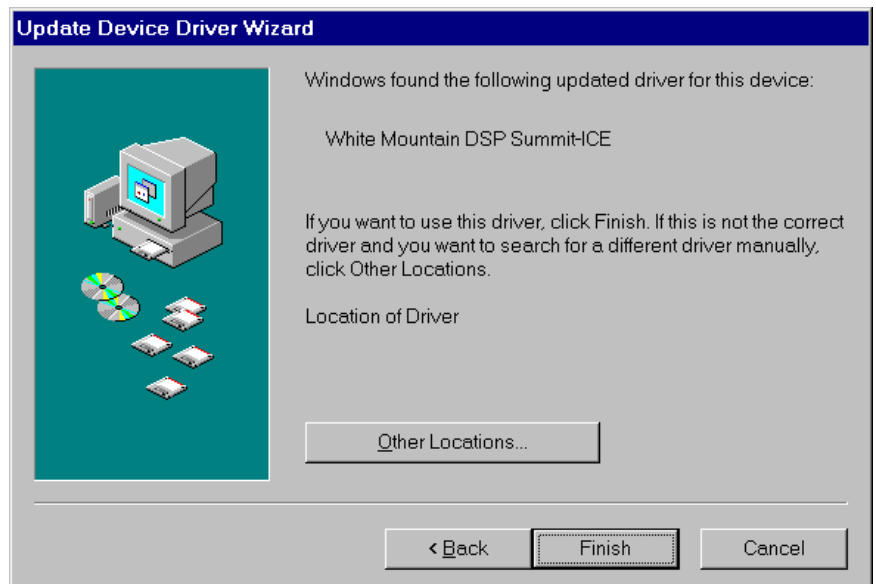 Update Device Driver Wizard
Windows found the following updated driver for this device:
White Mountain DSP Summit-ICE
If you want to use this driver, click Finish. If this is not the correct
driver and you want to search for a different driver manually,
click Other Locations.
Location of Driver
Other Locations...
< Back
Finish
Cancel